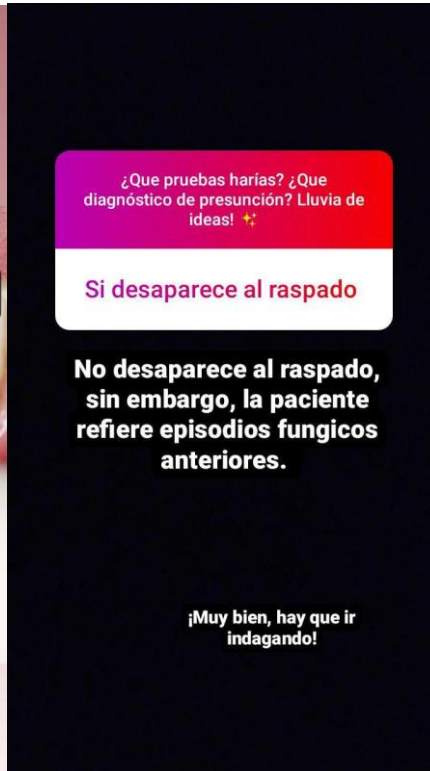 ¿Que pruebas harías? ¿Que
diagnóstico de presunción? Lluvia de
ideas! ✨
Si desaparece al raspado
No desaparece al raspado,
sin embargo, la paciente
refiere episodios fungicos
anteriores.
¡Muy bien, hay que ir
indagando!